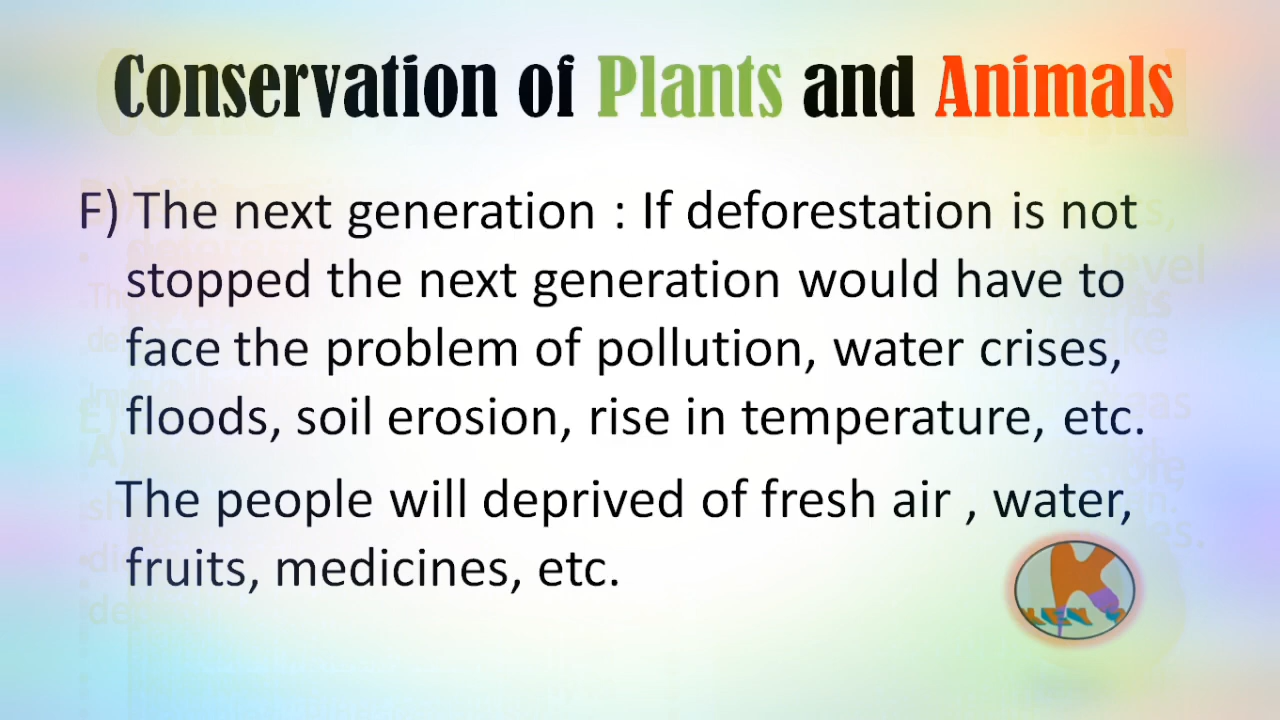 Conservation of Plants and Animals
F) The next generation : If deforestation is not
stopped the next generation would have to
face the problem of pollution, water crises,
floods, soil erosion, rise in temperature, etc.
The people will deprived of fresh air , water,
fruits, medicines, etc.
K